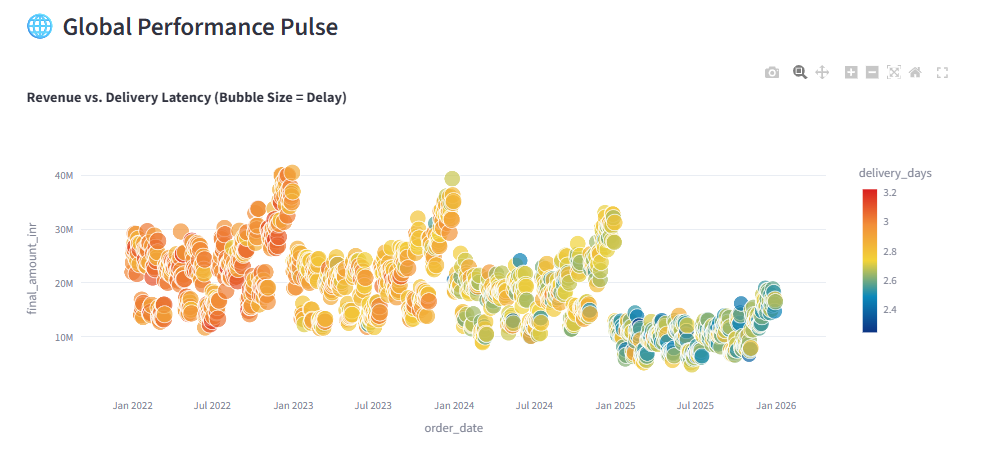 🌐 Global Performance Pulse
Revenue vs. Delivery Latency (Bubble Size = Delay)
delivery_days
3.2
3
2.8
2.6
2.4
final_amount_inr
40M
30M
20M
10M
Jan 2022 Jul 2022 Jan 2023 Jul 2023 Jan 2024 Jul 2024 Jan 2025 Jul 2025 Jan 2026
order_date